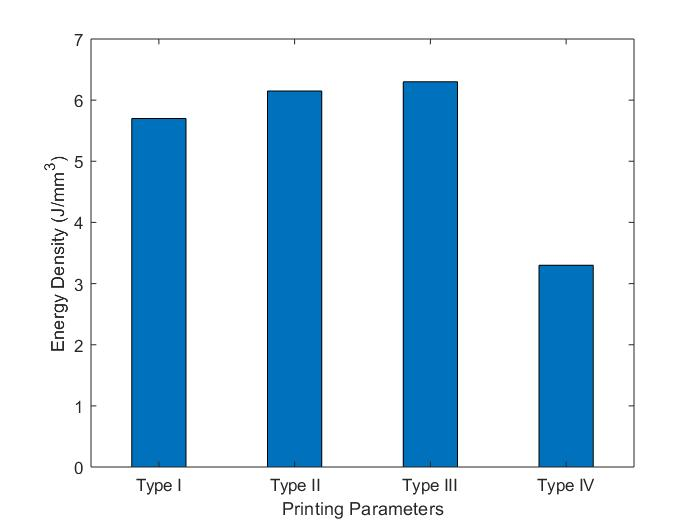 7
6
5
4
3
2
1
0
Energy Density (J/mm³)
Type I Type II Type III Type IV
Printing Parameters